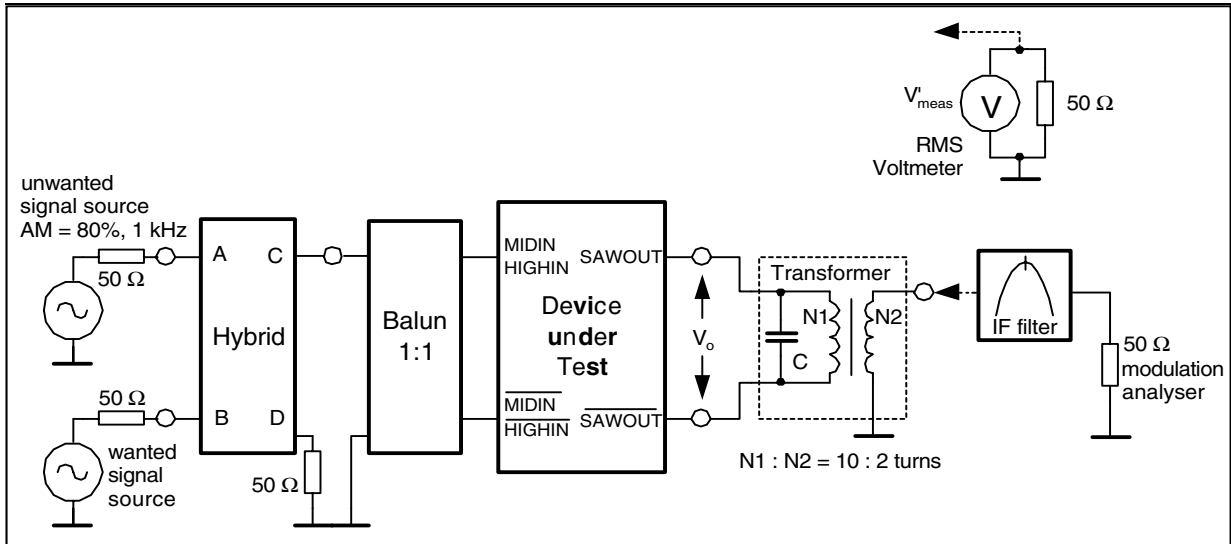 V'meas
V
50 Ω
RMS
Voltmeter
unwanted
signal source
AM = 80%, 1 kHz
50 Ω
A
C
Hybrid
50 Ω
B
D
wanted
signal
source
50 Ω
Balun
1:1
MIDIN
HIGHIN
SAWOUT
Device
under
Test
MIDIN
HIGHIN
SAWOUT
Vo
Transformer
N1
N2
C
N1 : N2 = 10 : 2 turns
IF filter
50 Ω
modulation
analyser